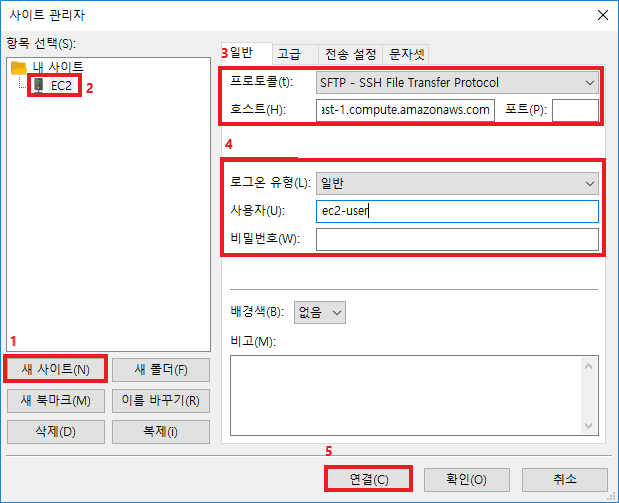 사이트 관리자
항목 선택(S):
내 사이트
EC2
2
1
새 사이트(N)
새 폴더(F)
새 북마크(M)
이름 바꾸기(R)
삭제(D)
복제(i)
3
일반
고급
전송 설정
문자셋
프로토콜(t):
SFTP - SSH File Transfer Protocol
호스트(H):
ast-1.compute.amazonaws.com
포트(P):
4
로그온 유형(L):
일반
사용자(U):
ec2-user
비밀번호(W):
배경색(B):
없음
비고(M):
5
연결(C)
확인(O)
취소